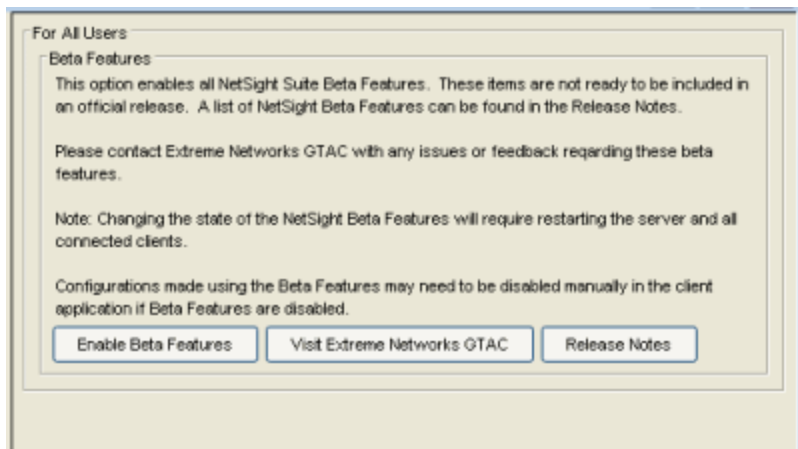 For All Users
Beta Features
This option enables all NetSight Suite Beta Features. These items are not ready to be included in
an official release. A list of NetSight Beta Features can be found in the Release Notes.
Please contact Extreme Networks GTAC with any issues or feedback regarding these beta
features.
Note: Changing the state of the NetSight Beta Features will require restarting the server and all
connected clients.
Configurations made using the Beta Features may need to be disabled manually in the client
application if Beta Features are disabled.
Enable Beta Features
Visit Extreme Networks GTAC
Release Notes